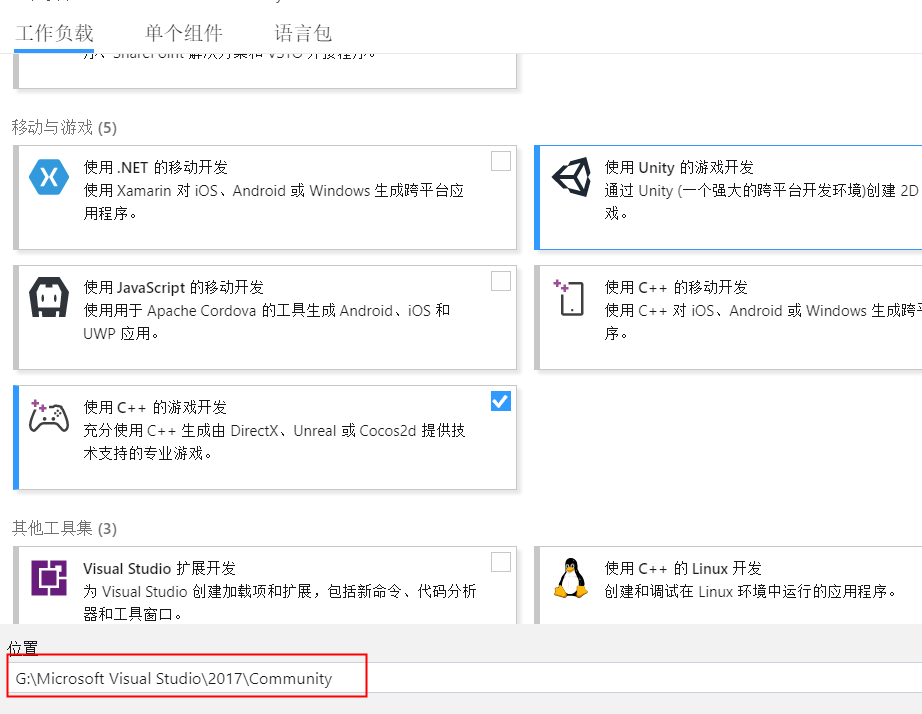 工作负载 单个组件 语言包
序、SharePoint 解决方案和 VSTO 外接程序。
移动与游戏 (5)
使用 .NET 的移动开发
使用 Xamarin 对 iOS、Android 或 Windows 生成跨平台应
用程序。
使用 Unity 的游戏开发
通过 Unity (一个强大的跨平台开发环境)创建 2D
戏。
使用 JavaScript 的移动开发
使用用于 Apache Cordova 的工具生成 Android、iOS 和
UWP 应用。
使用 C++ 的移动开发
使用 C++ 对 iOS、Android 或 Windows 生成跨平
序。
使用 C++ 的游戏开发
充分使用 C++ 生成由 DirectX、Unreal 或 Cocos2d 提供技
术支持的专业游戏。
其他工具集 (3)
Visual Studio 扩展开发
为 Visual Studio 创建加载项和扩展，包括新命令、代码分析
器和工具窗口。
使用 C++ 的 Linux 开发
创建和调试在 Linux 环境中运行的应用程序。
位置
G:\Microsoft Visual Studio\2017\Community